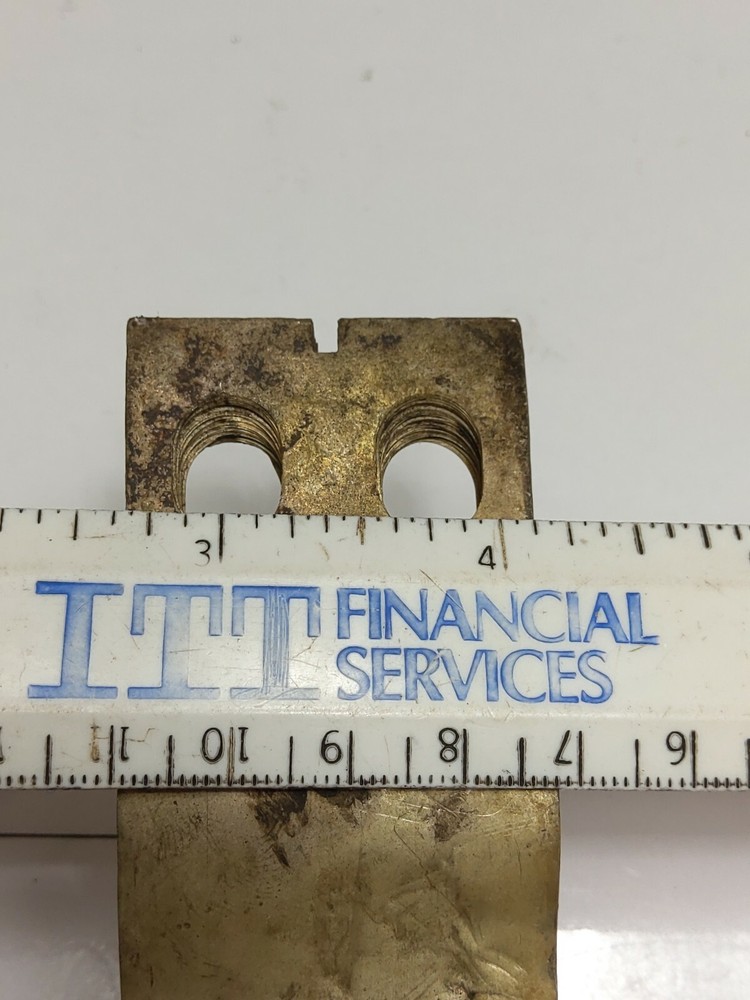 3 4
ITT FINANCIAL
SERVICES
11 10 9 8 7 6